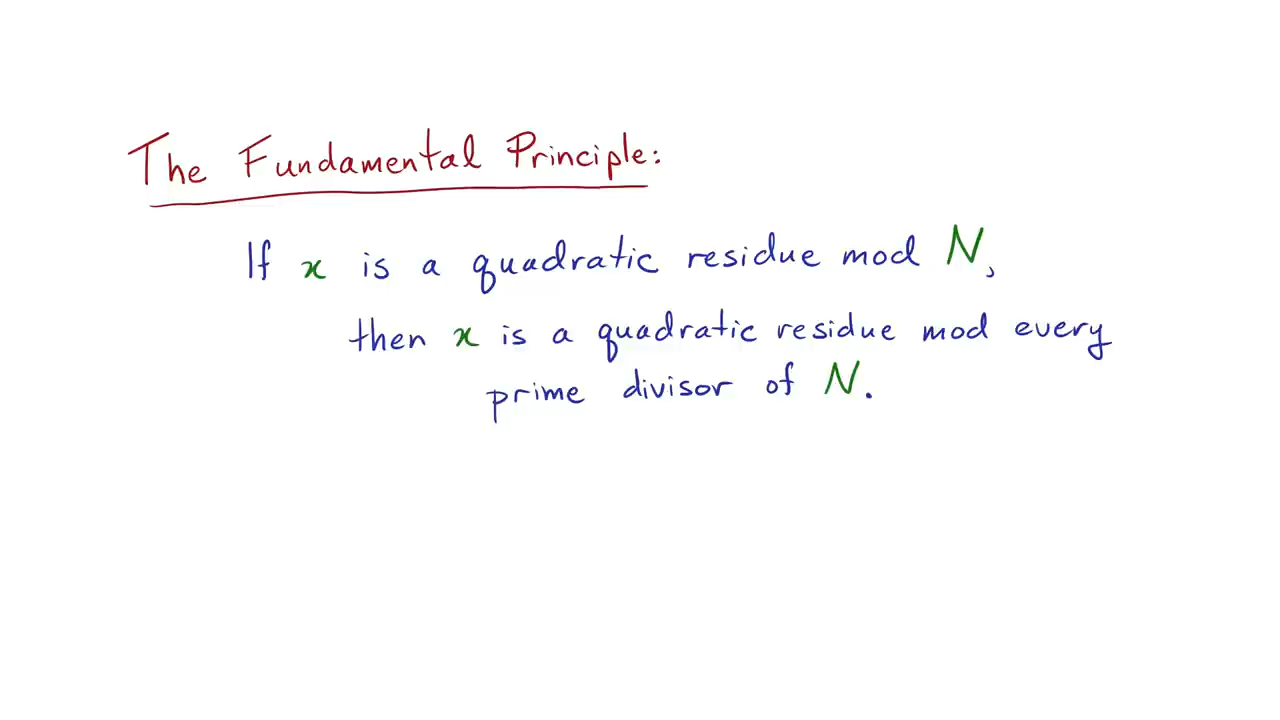 The Fundamental Principle:
If x is a quadratic residue mod N,
then x is a quadratic residue mod every
prime divisor of N.